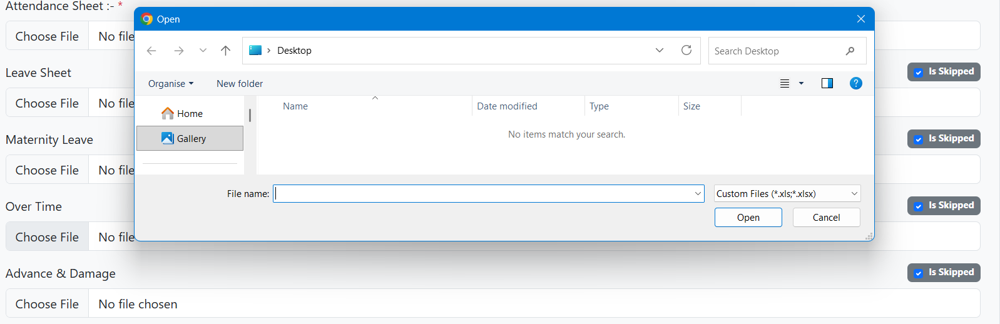 Attendance Sheet :- *
Open
Choose File No file
Desktop
Search Desktop
Leave Sheet
Is Skipped
Organise New folder
?
Choose File No file
Name Date modified Type Size
Home
No items match your search.
Gallery
Maternity Leave
Is Skipped
Choose File No file
File name:
Custom Files (*.xls;*.xlsx)
Over Time
Is Skipped
Open Cancel
Choose File No file
Advance & Damage
Is Skipped
Choose File No file chosen